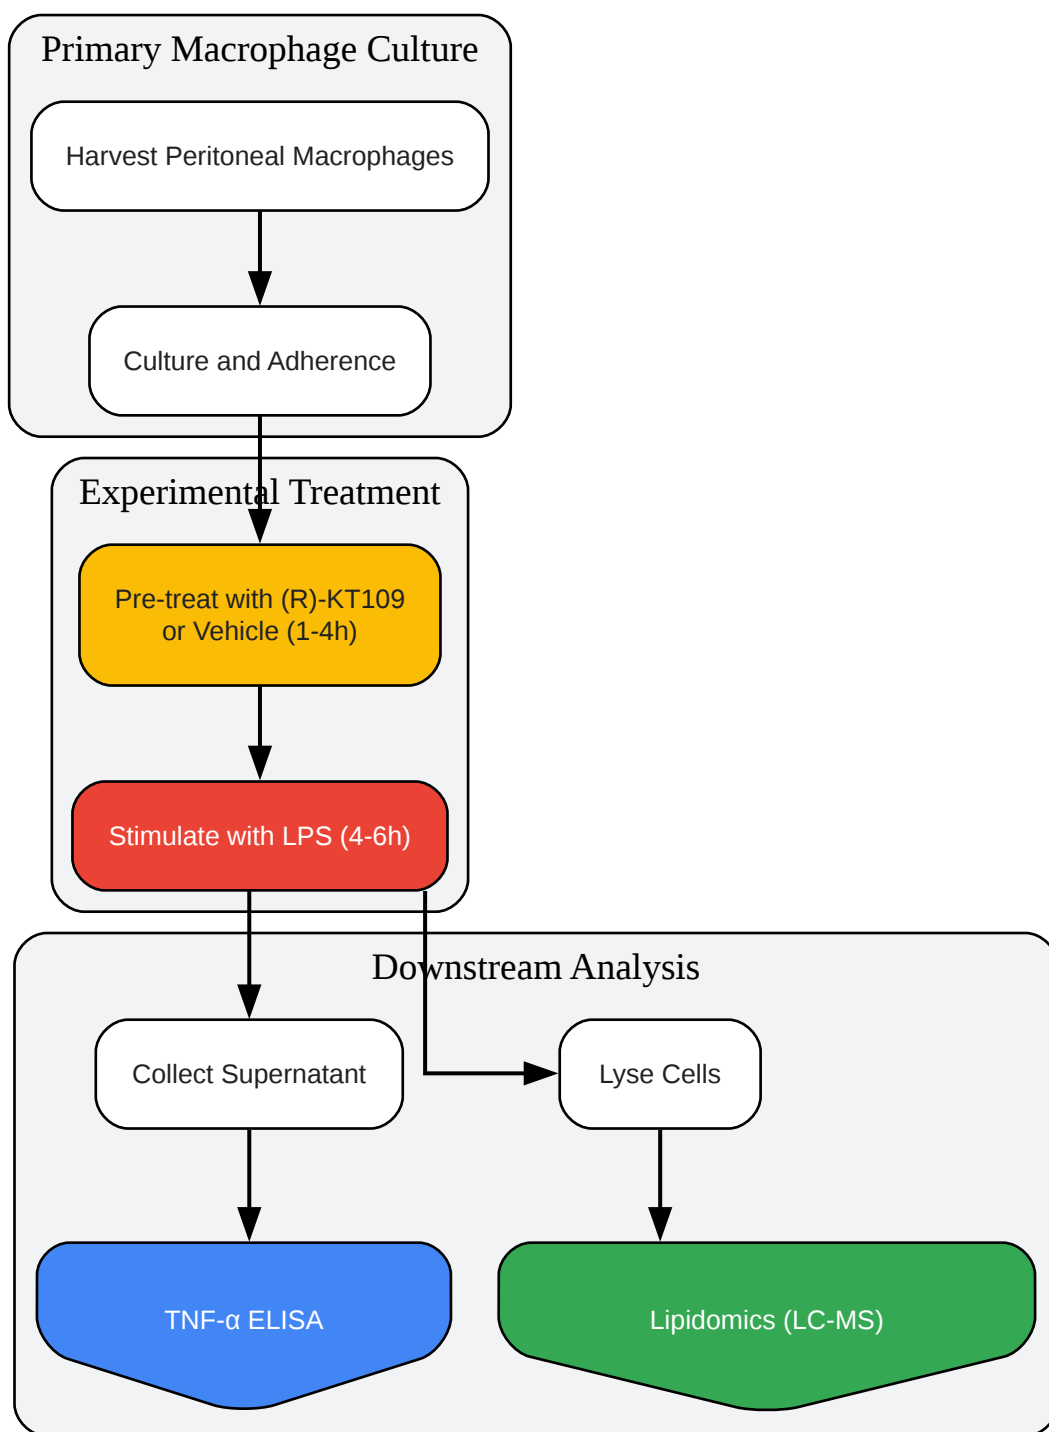 Primary Macrophage Culture
Harvest Peritoneal Macrophages
Culture and Adherence
Experimental Treatment
Pre-treat with (R)-KT109
or Vehicle (1-4h)
Stimulate with LPS (4-6h)
Downstream Analysis
Collect Supernatant
Lyse Cells
TNF-α ELISA
Lipidomics (LC-MS)